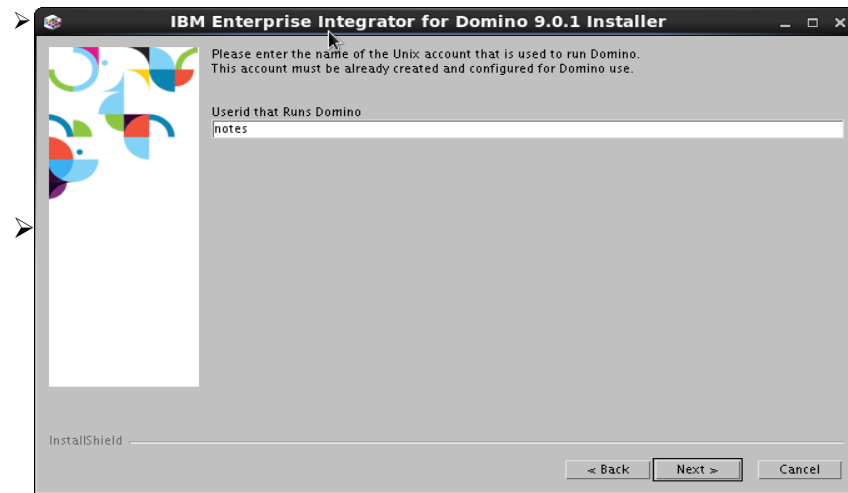 IBM Enterprise Integrator for Domino 9.0.1 Installer
Please enter the name of the Unix account that is used to run Domino.
This account must be already created and configured for Domino use.
Userid that Runs Domino
notes
InstallShield
< Back
Next >
Cancel